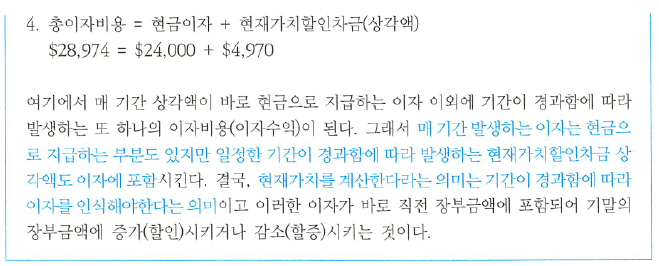 4. 총이자비용 = 현금이자 + 현재가치할인차금(상각액)
$28,974 = $24,000 + $4,970
여기에서 매 기간 상각액이 바로 현금으로 지급하는 이자 이외에 기간이 경과함에 따라
발생하는 또 하나의 이자비용(이자수익)이 된다. 그래서 매 기간 발생하는 이자는 현금으
로 지급하는 부분도 있지만 일정한 기간이 경과함에 따라 발생하는 현재가치할인차금 상
각액도 이자에 포함시킨다. 결국, 현재가치를 계산한다라는 의미는 기간이 경과함에 따라
이자를 인식해야한다는 의미이고 이러한 이자가 바로 직전 장부금액에 포함되어 기말의
장부금액에 증가(할인)시키거나 감소(할증)시키는 것이다.